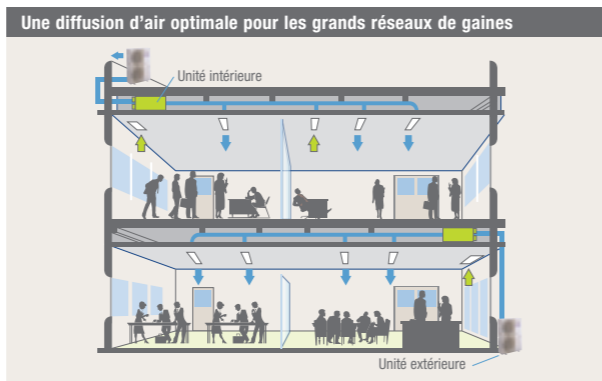 Une diffusion d'air optimale pour les grands réseaux de gaines
Unité intérieure
Unité extérieure